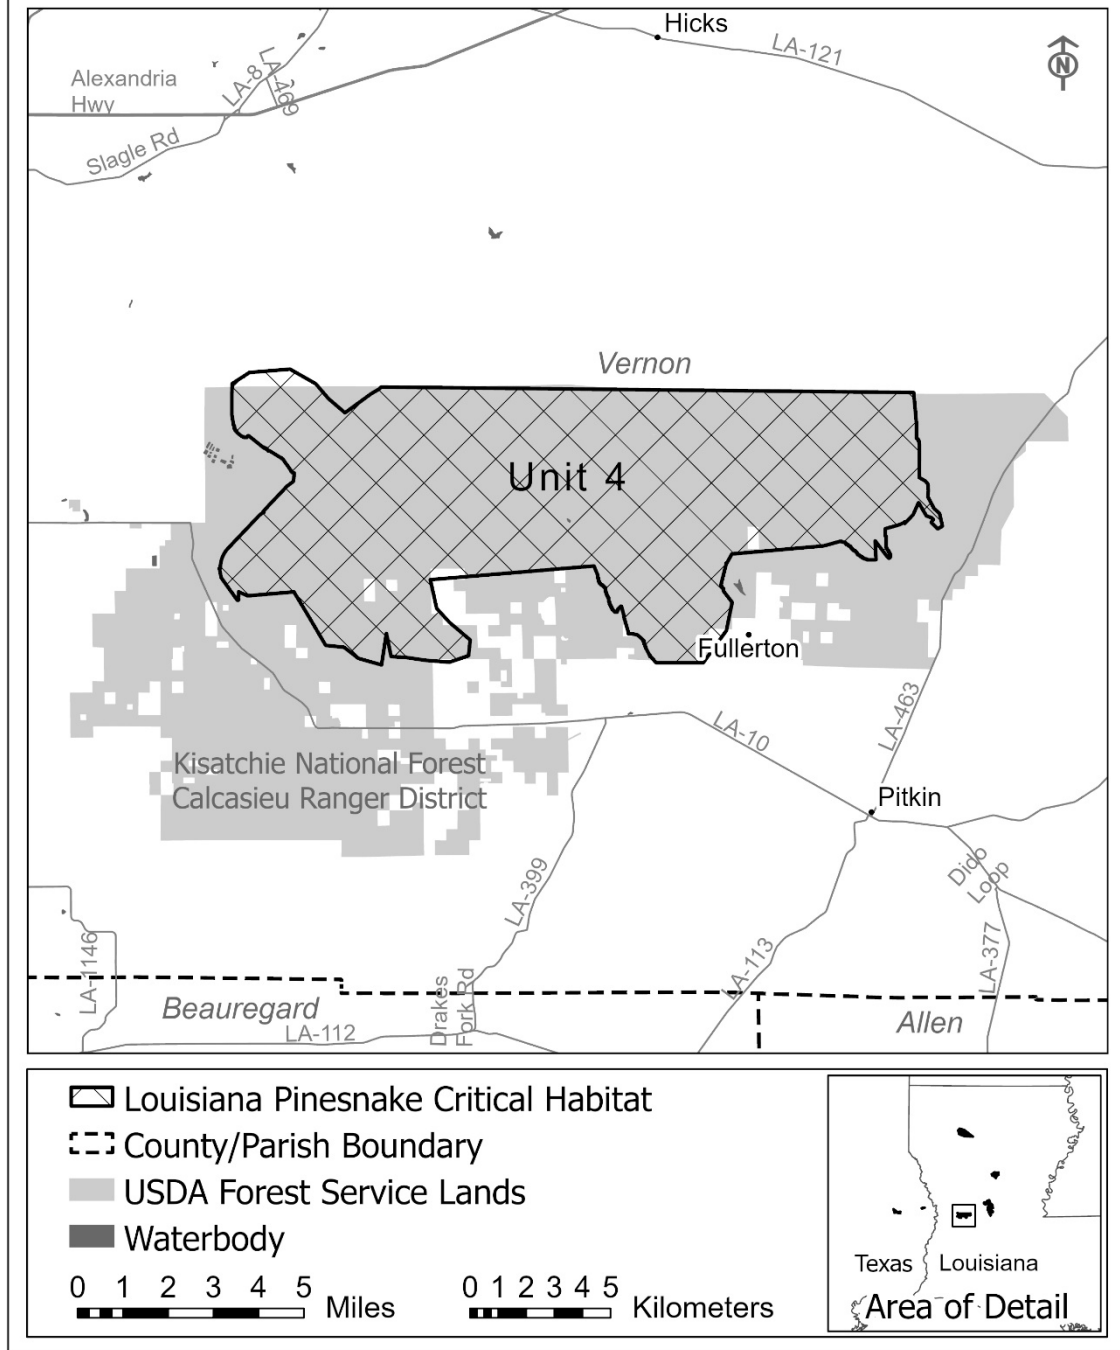 Hicks
LA-121
N
Alexandria
Hwy
LA-8
LA-469
Slagle Rd
Vernon
Unit 4
Fullerton
LA-463
LA-10
Kisatchie National Forest
Calcasieu Ranger District
Pitkin
Dido
Loop
LA-399
LA-1146
LA-113
LA-377
Drakes
Fork Rd
Beauregard
LA-112
Allen
Louisiana Pinesnake Critical Habitat
County/Parish Boundary
USDA Forest Service Lands
Waterbody
0 1 2 3 4 5
Miles
0 1 2 3 4 5
Kilometers
Texas
Louisiana
Area of Detail